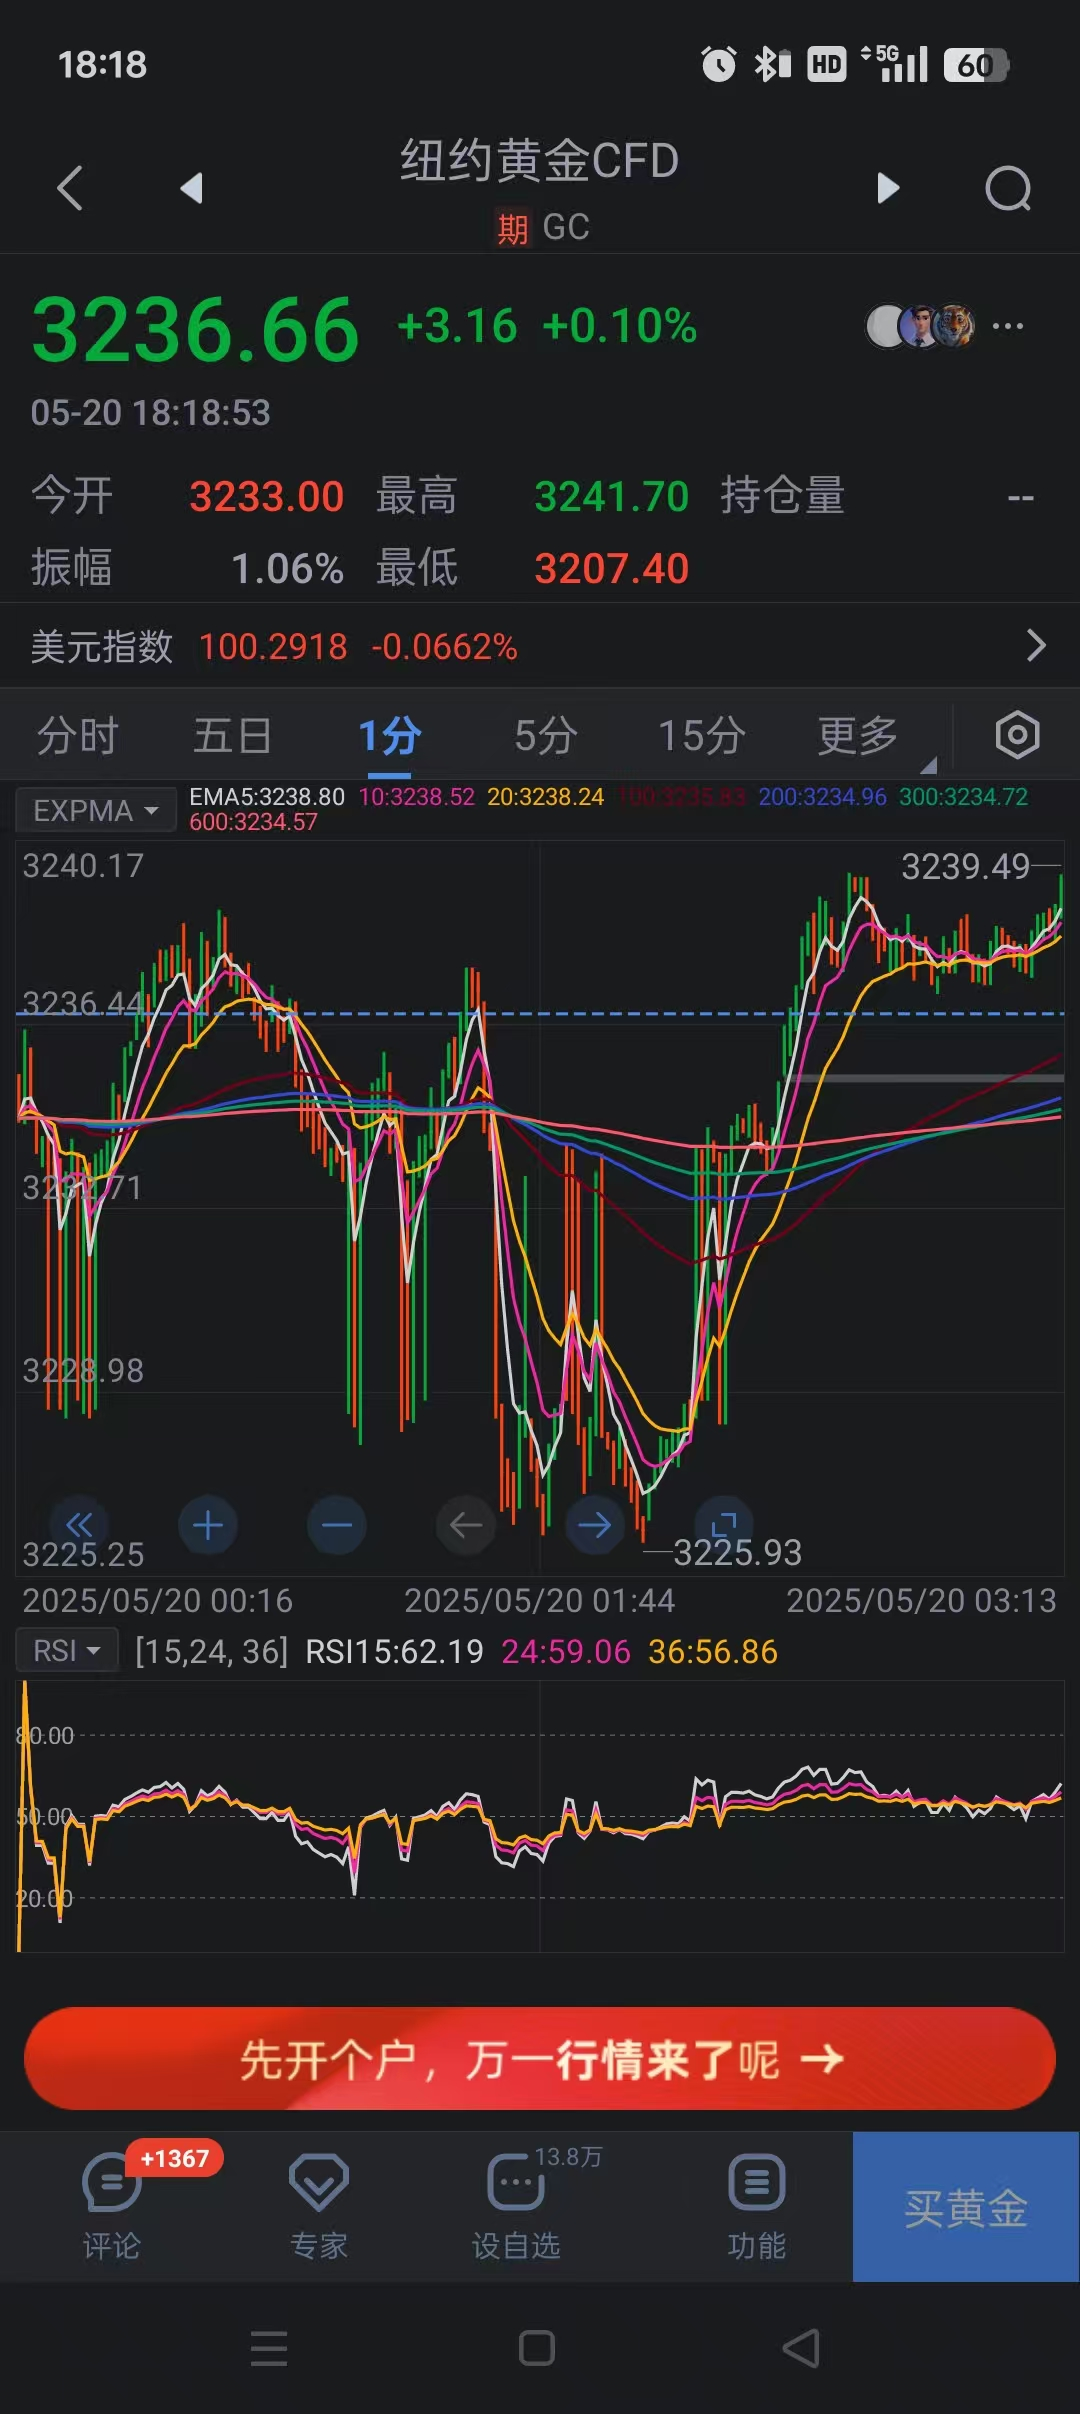 18:18 HD 5G 60
纽约黄金CFD
期 GC
3236.66 +3.16 +0.10%
05-20 18:18:53
今开 3233.00 最高 3241.70 持仓量 --
振幅 1.06% 最低 3207.40
美元指数 100.2918 -0.0662%
分时 五日 1分 5分 15分 更多
EXPMA EMA5:3238.80 10:3238.52 20:3238.24 100:3235.83 200:3234.96 300:3234.72
600:3234.57
3240.17 3239.49
3236.44
3232.71
3228.98
3225.25 3225.93
2025/05/20 00:16 2025/05/20 01:44 2025/05/20 03:13
RSI [15,24, 36] RSI15:62.19 24:59.06 36:56.86
80.00
50.00
20.00
先开个户，万一行情来了呢 →
+1367 13.8万
评论 专家 设自选 功能 买黄金